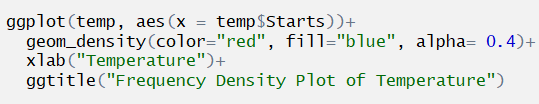 ggplot(temp, aes(x = temp$Starts))+
  geom_density(color="red", fill="blue", alpha= 0.4)+
  xlab("Temperature")+
  ggtitle("Frequency Density Plot of Temperature")